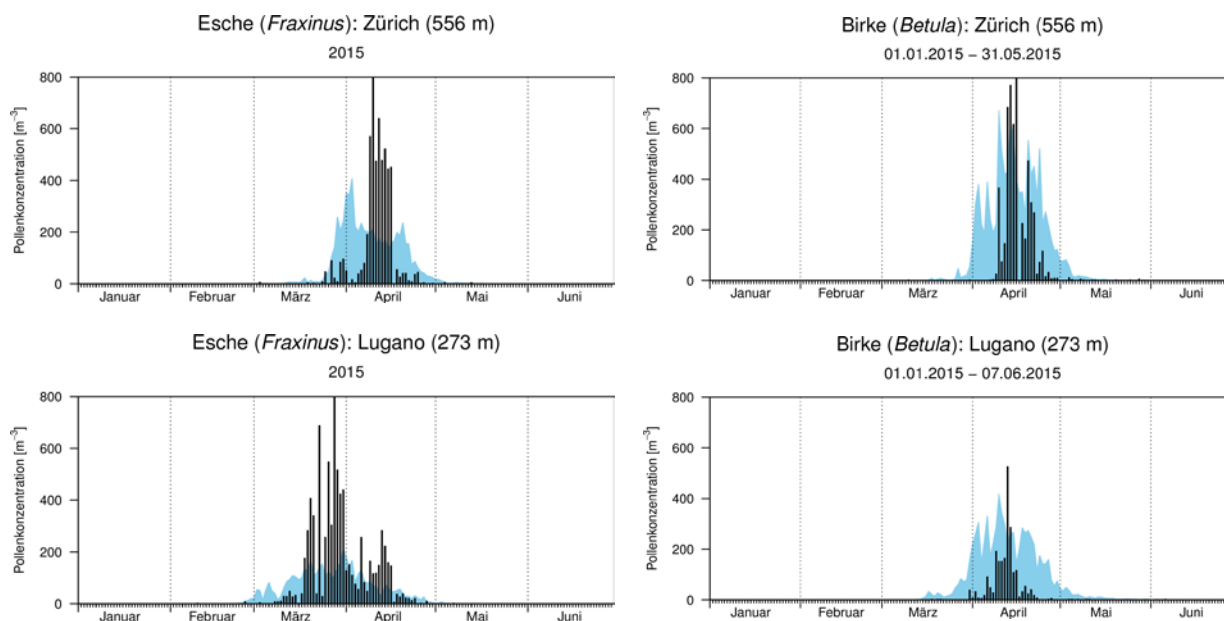 Esche (Fraxinus): Zürich (556 m)
2015
Pollenkonzentration [m⁻³]
800
600
400
200
0
Januar Februar März April Mai Juni
Birke (Betula): Zürich (556 m)
01.01.2015 – 31.05.2015
Pollenkonzentration [m⁻³]
800
600
400
200
0
Januar Februar März April Mai Juni
Esche (Fraxinus): Lugano (273 m)
2015
Pollenkonzentration [m⁻³]
800
600
400
200
0
Januar Februar März April Mai Juni
Birke (Betula): Lugano (273 m)
01.01.2015 – 07.06.2015
Pollenkonzentration [m⁻³]
800
600
400
200
0
Januar Februar März April Mai Juni